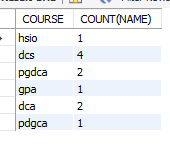 COURSE COUNT(NAME)
hsio 1
dcs 4
pgdca 2
gpa 1
dca 2
pdgca 1